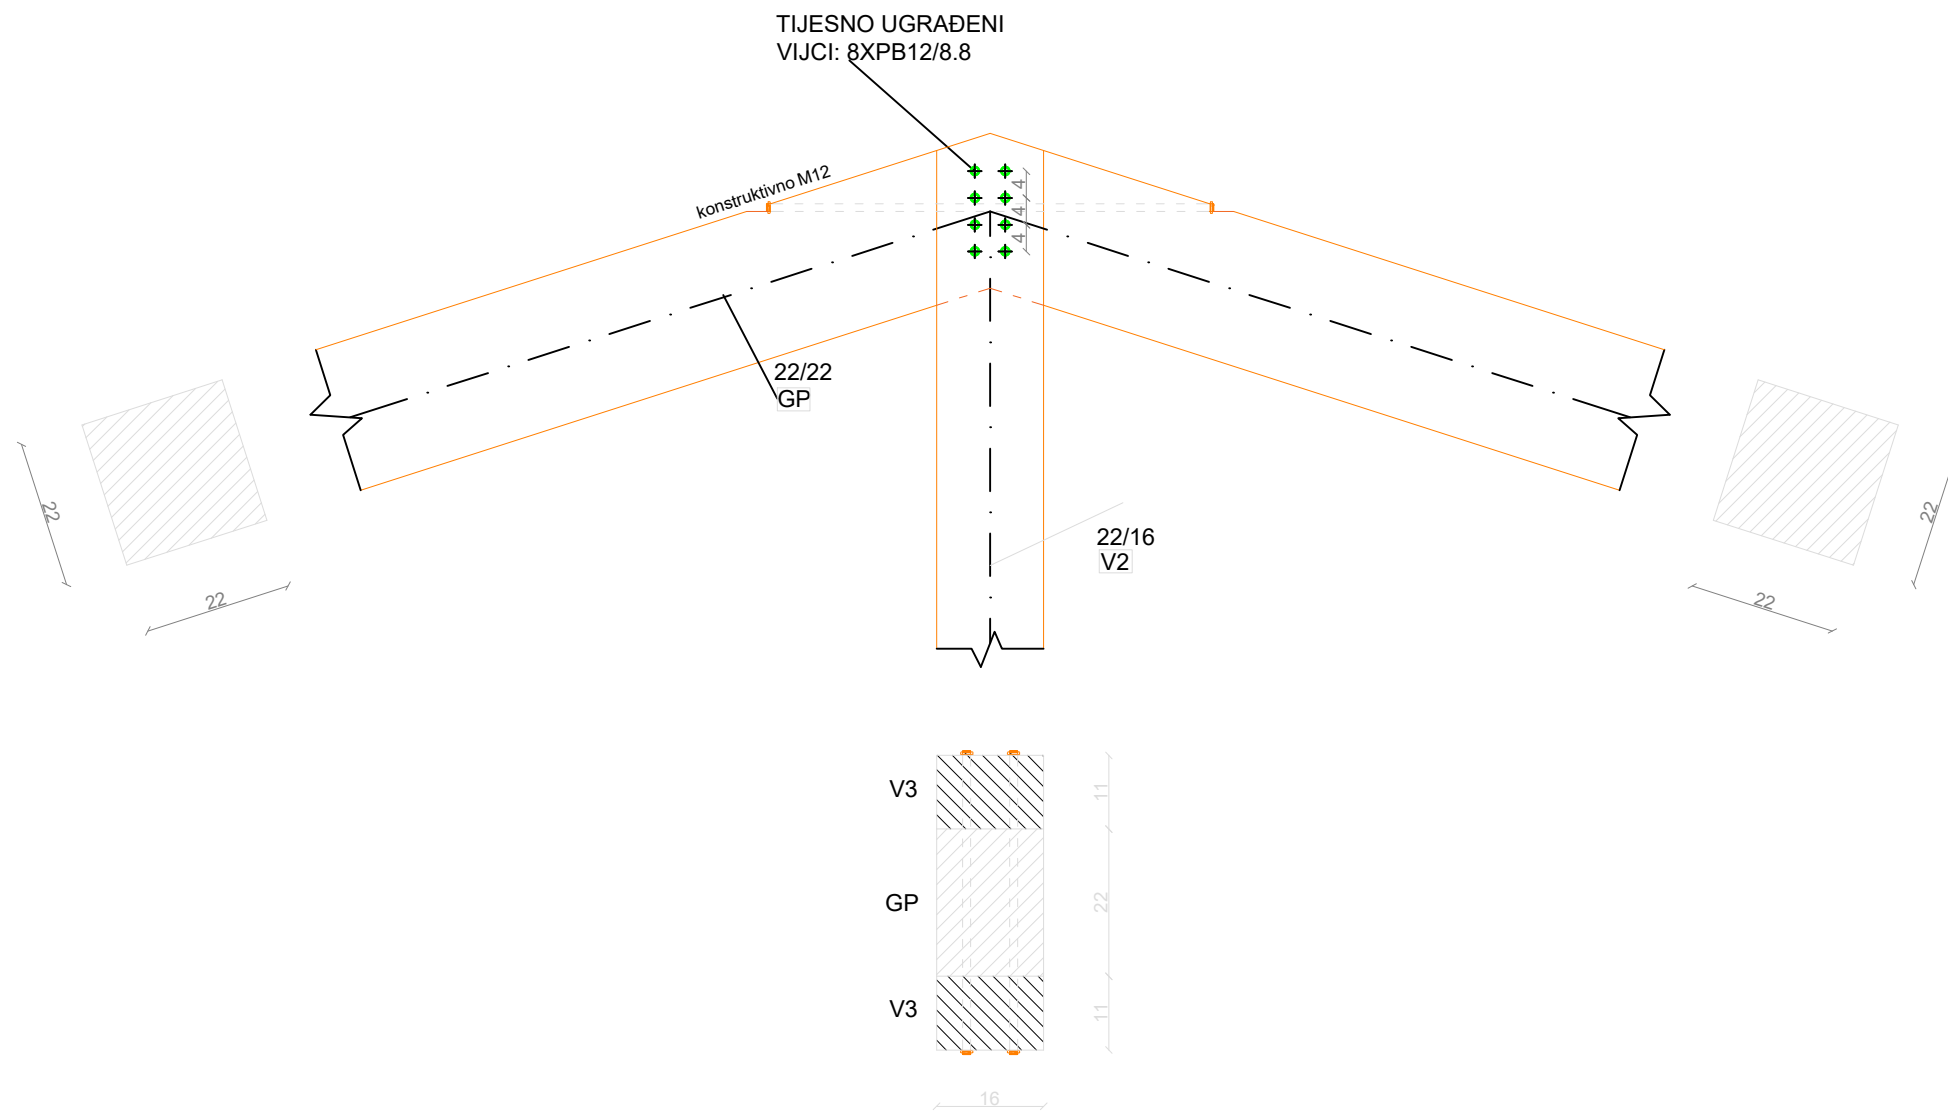 TIJESNO UGRAĐENI
VIJCI: 8XPB12/8.8
konstruktivno M12
4
4
4
22/22
GP
22
22
22/16
V2
22
22
V3
11
GP
22
V3
11
16